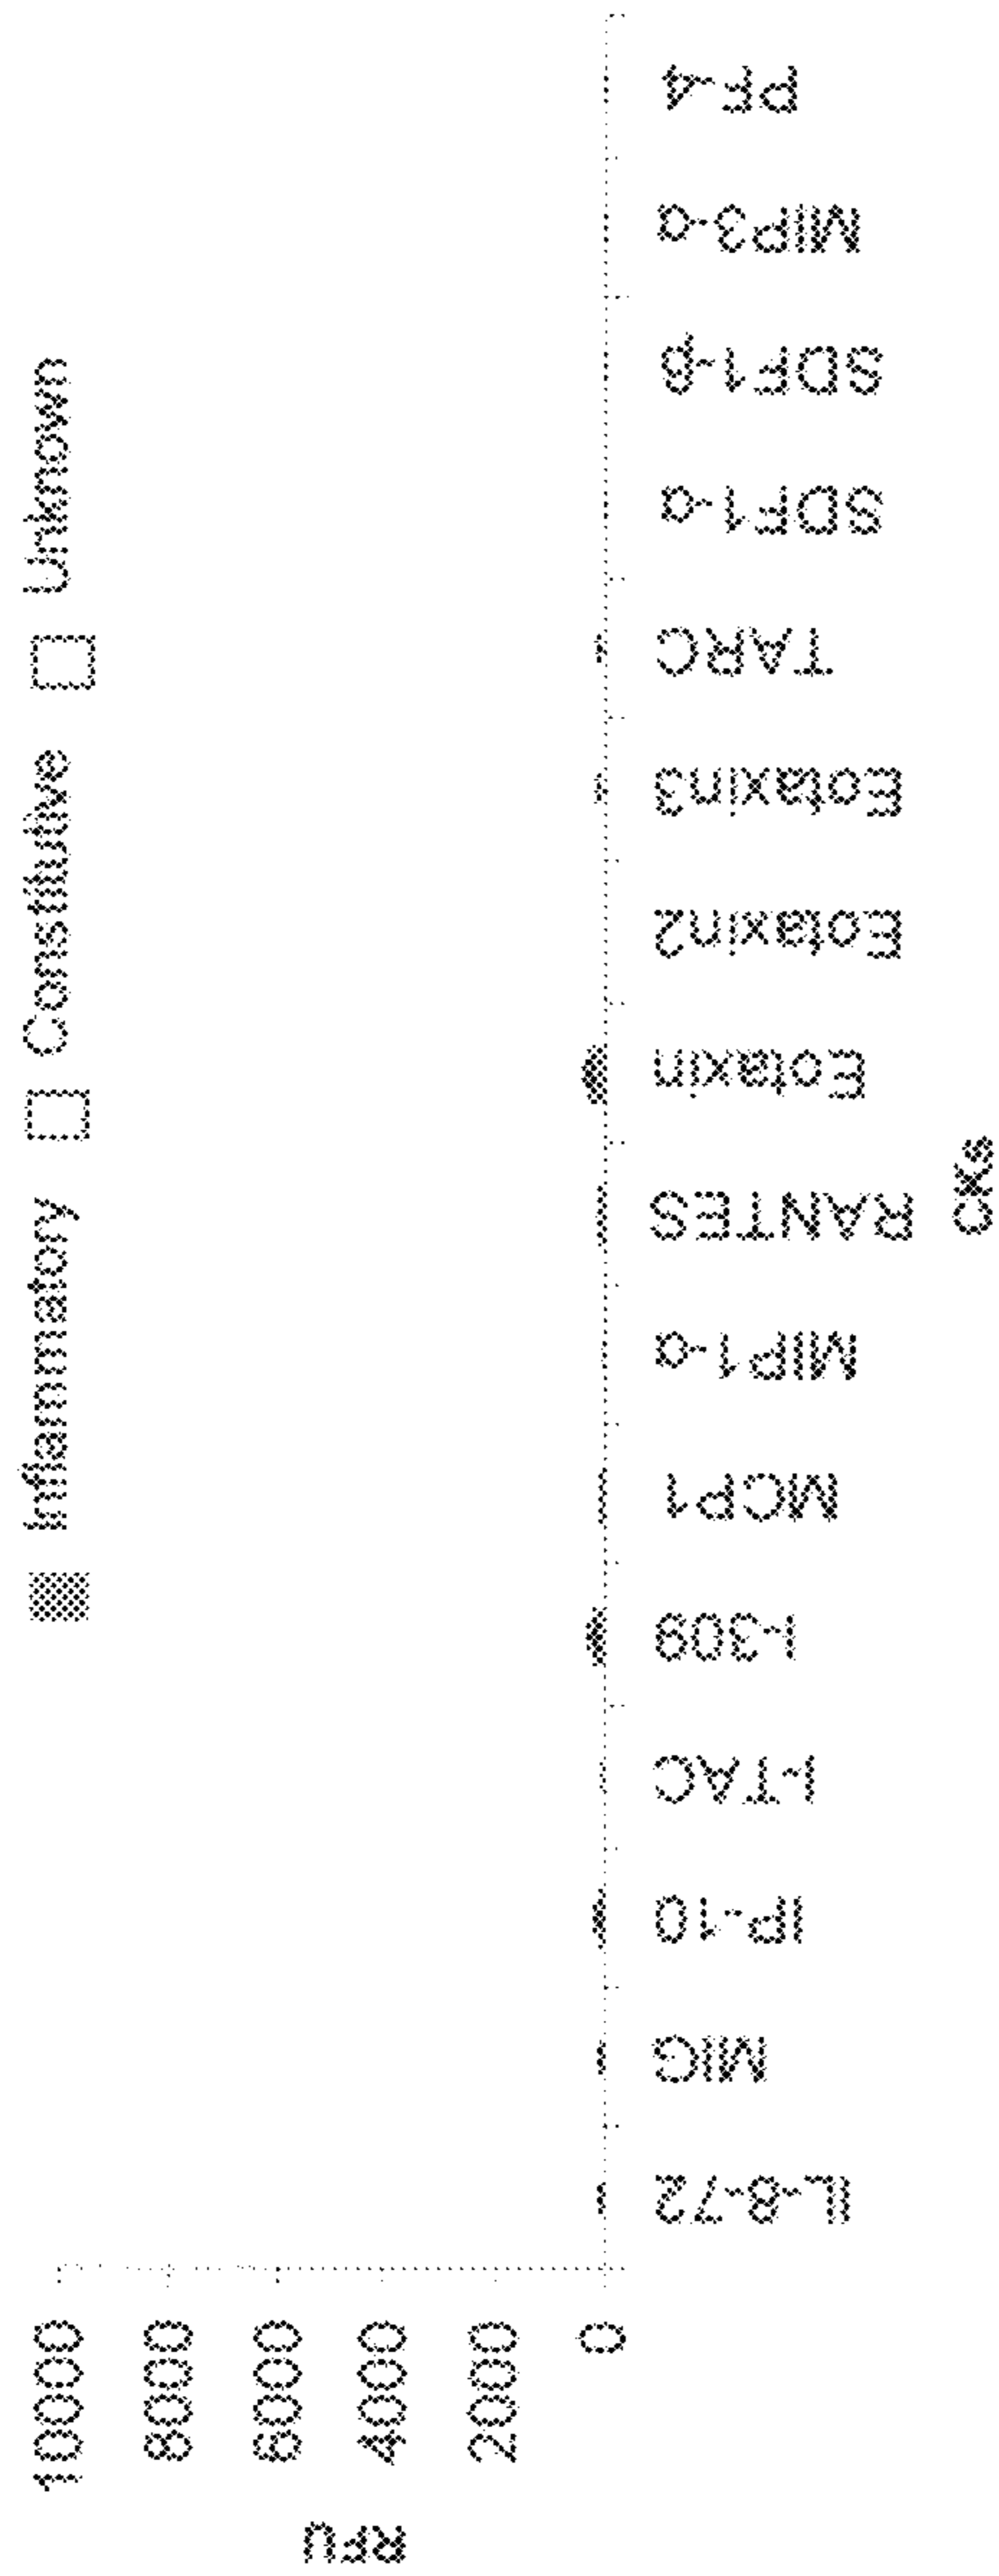 Inflammatory Constitutive Unknown
RFU
10000
8000
6000
4000
2000
0
IL-8-72
MIG
IP-10
I-TAC
I-309
MCP1
MIP1-α
RANTES
Eotaxin
Eotaxin2
Eotaxin3
TARC
SDF1-α
SDF1-β
MIP3-α
PF-4
CKs